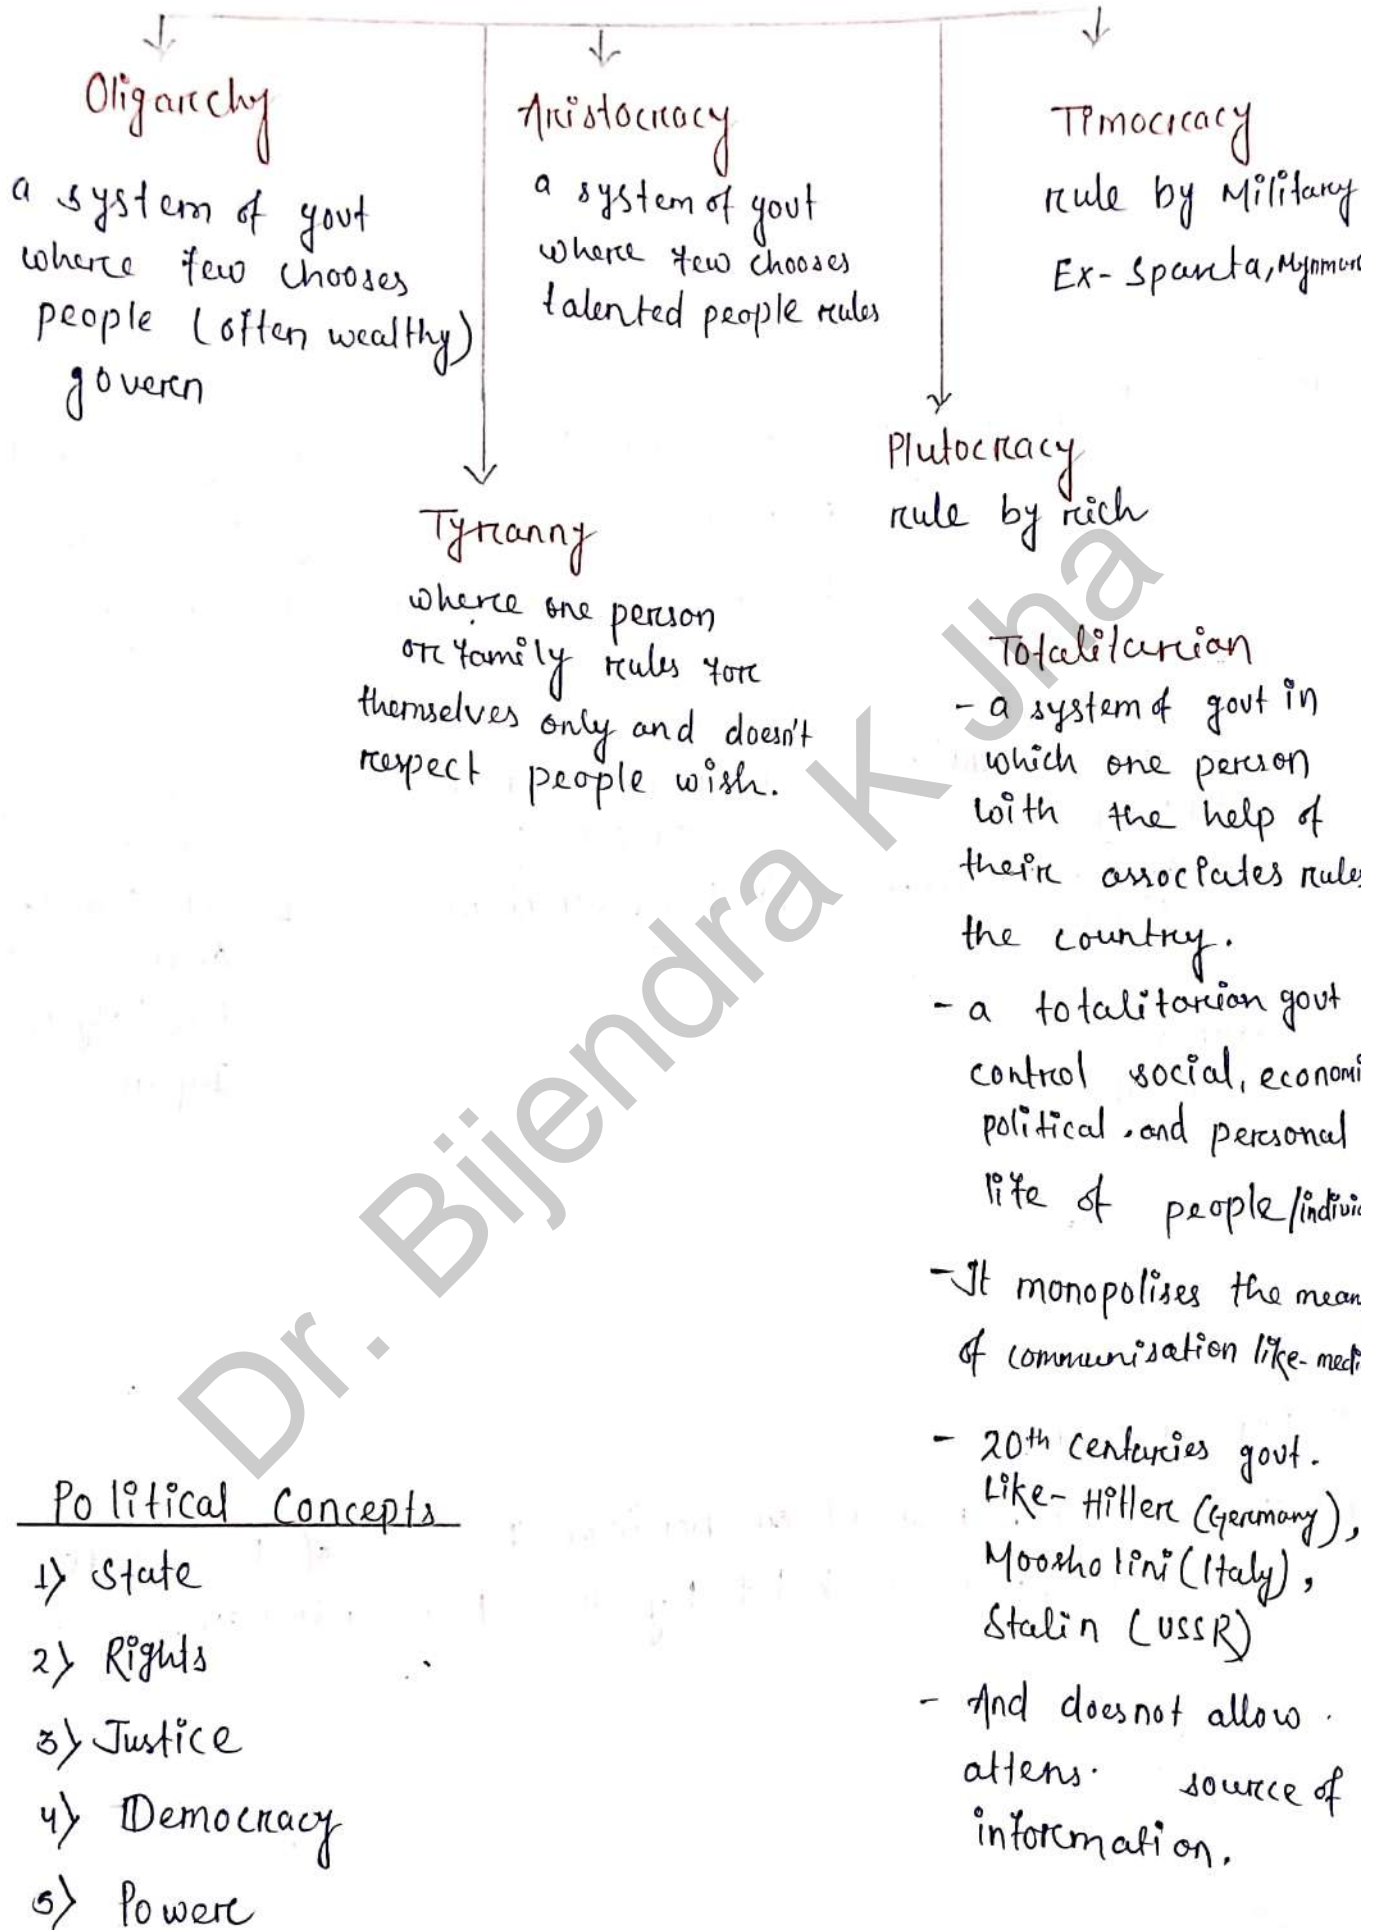 Oligarchy
a system of govt
where few chooses
people (often wealthy)
govern
Aristocracy
a system of govt
where few chooses
talented people rules
Timocracy
rule by Military
Ex- Sparta,
Plutocracy
rule by rich
Tyranny
where one person
or family rules for
themselves only and doesn't
respect people wish.
Totalitarian
- a system of govt in
which one person
with the help of
their associates rules
the country.
- a totalitarian govt
control social, economi
political and personal
life of people/individ
- It monopolises the mean
of communisation like- medi
- 20th centuries govt.
Like- Hitler (Germany),
Moosholini (Italy),
Stalin (USSR)
- And does not allow
source of
information.
Political Concepts
1) State
2) Rights
3) Justice
4) Democracy
5) Power
Dr. Bijendra K Jha